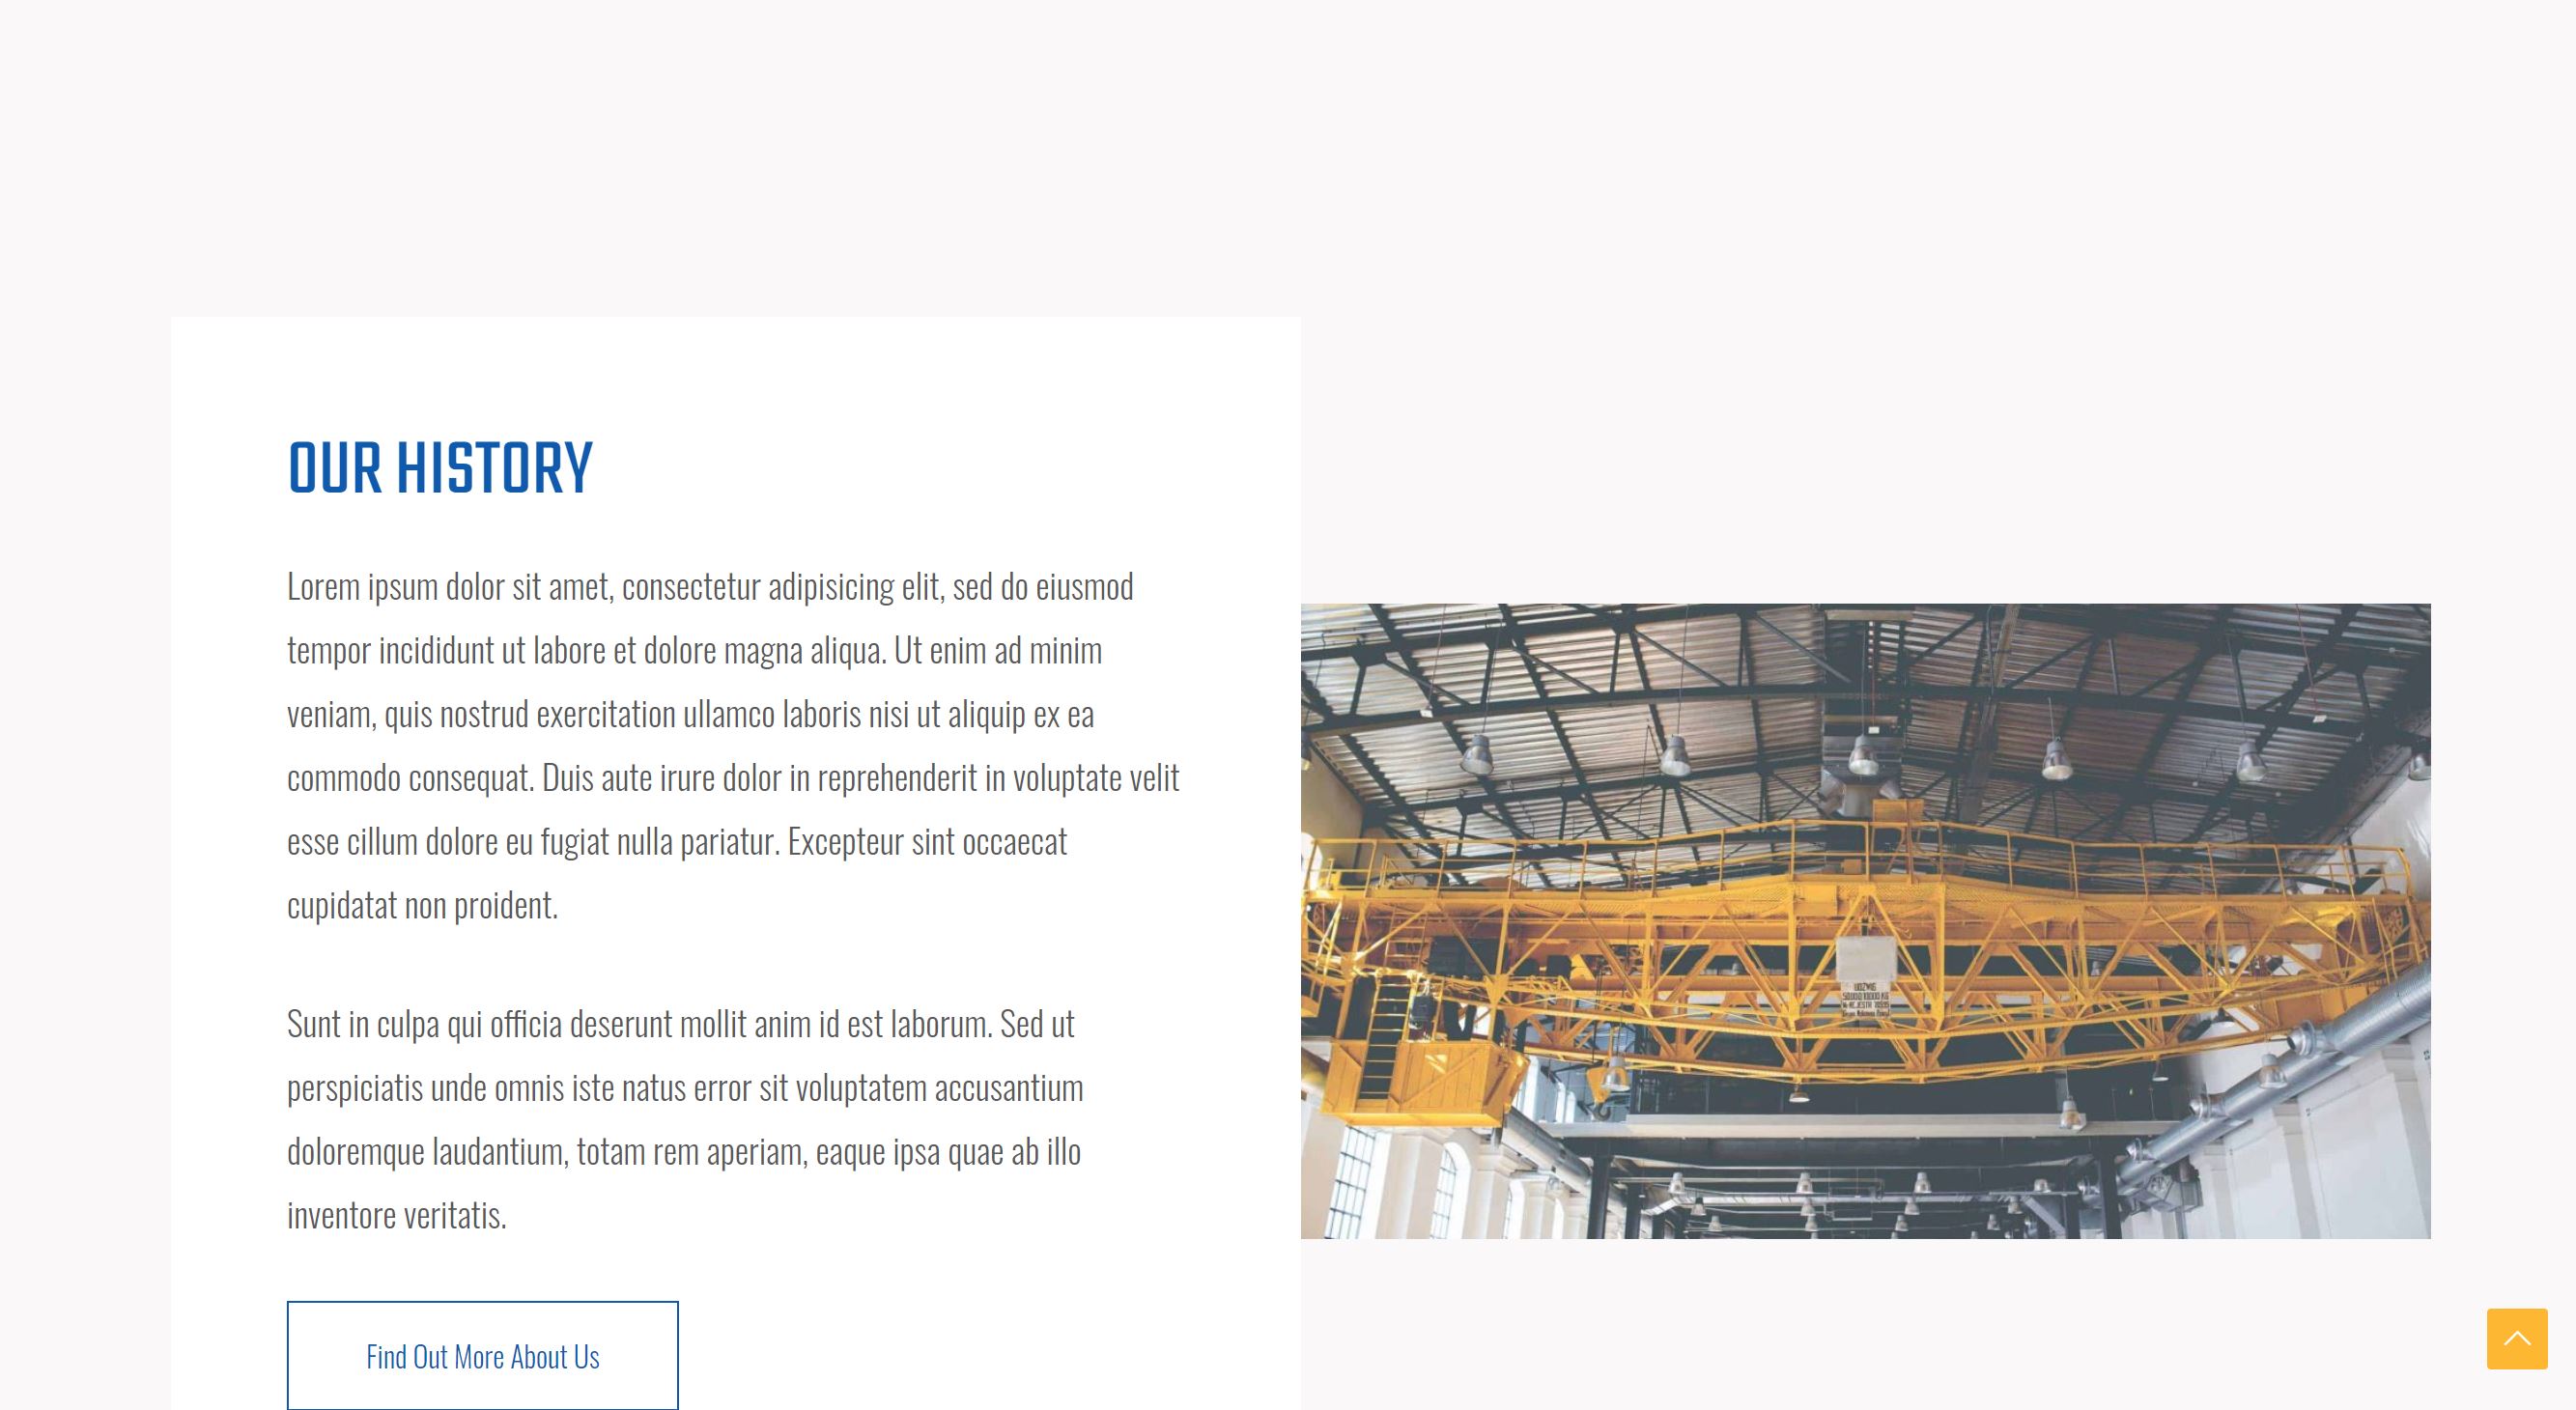 OUR HISTORY
Lorem ipsum dolor sit amet, consectetur adipisicing elit, sed do eiusmod
tempor incididunt ut labore et dolore magna aliqua. Ut enim ad minim
veniam, quis nostrud exercitation ullamco laboris nisi ut aliquip ex ea
commodo consequat. Duis aute irure dolor in reprehenderit in voluptate velit
esse cillum dolore eu fugiat nulla pariatur. Excepteur sint occaecat
cupidatat non proident.
Sunt in culpa qui officia deserunt mollit anim id est laborum. Sed ut
perspiciatis unde omnis iste natus error sit voluptatem accusantium
doloremque laudantium, totam rem aperiam, eaque ipsa quae ab illo
inventore veritatis.
Find Out More About Us